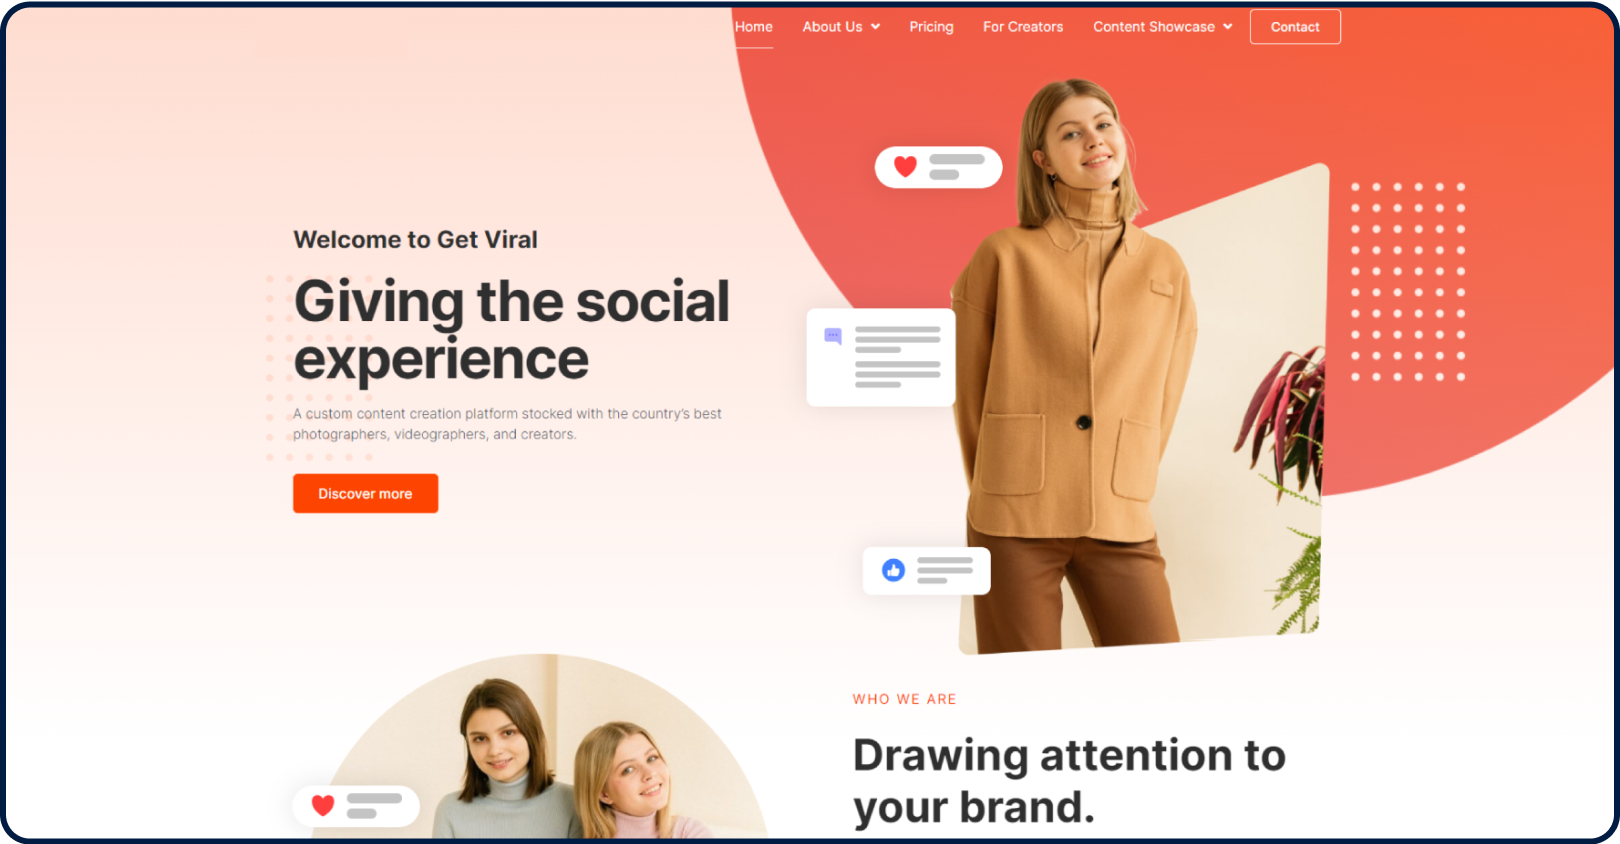 Home About Us Pricing For Creators Content Showcase Contact
Welcome to Get Viral
Giving the social
experience
A custom content creation platform stocked with the country's best
photographers, videographers, and creators.
Discover more
WHO WE ARE
Drawing attention to
your brand.